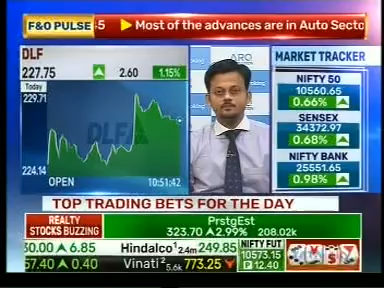 F&O PULSE
:5 ▶ Most of the advances are in Auto Secto
DLF
227.75 ▲ 2.60 1.15%
Today
229.71
DLF
224.14
OPEN 10:51:42
MARKET TRACKER
NIFTY 50
10560.65
0.66% ▲
SENSEX
34372.97
0.68% ▲
NIFTY BANK
25551.65
0.98% ▲
TOP TRADING BETS FOR THE DAY
REALTY
STOCKS BUZZING
PrstgEst
323.70 ▲ 2.99% 208.02k
30.00 ▲ 6.85 Hindalco 2.4m 249.85
57.40 ▲ 0.40 Vinati 5.6k 773.25 ▼
NIFTY FUT
10573.15
P 12.40